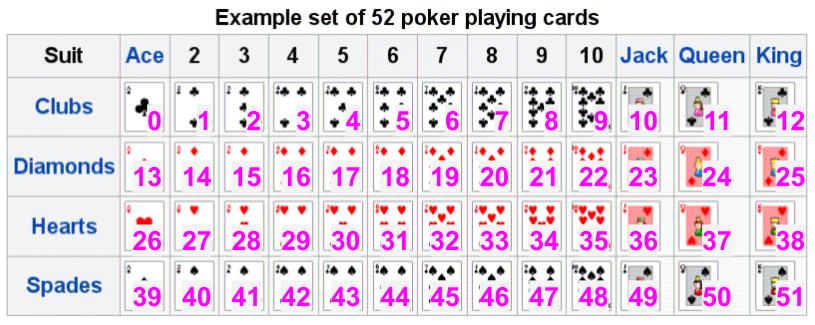 Example set of 52 poker playing cards
Suit Ace 2 3 4 5 6 7 8 9 10 Jack Queen King
Clubs 0 1 2 3 4 5 6 7 8 9 10 11 12
Diamonds 13 14 15 16 17 18 19 20 21 22 23 24 25
Hearts 26 27 28 29 30 31 32 33 34 35 36 37 38
Spades 39 40 41 42 43 44 45 46 47 48 49 50 51